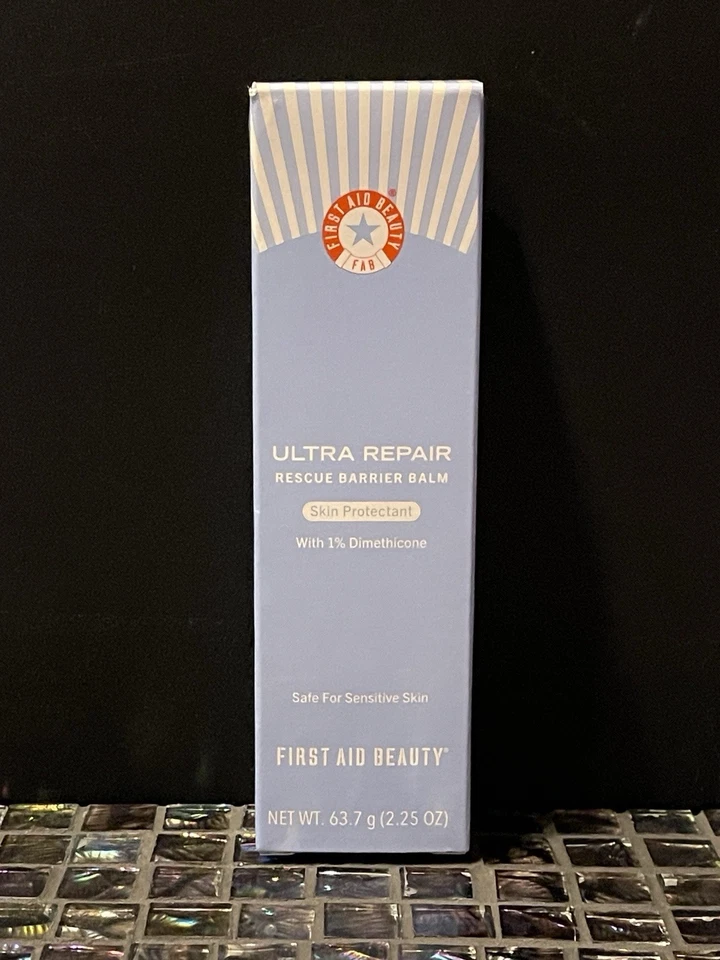 FIRST AID BEAUTY®
FAB
ULTRA REPAIR
RESCUE BARRIER BALM
Skin Protectant
With 1% Dimethicone
Safe For Sensitive Skin
FIRST AID BEAUTY®
NET WT. 63.7 g (2.25 OZ)